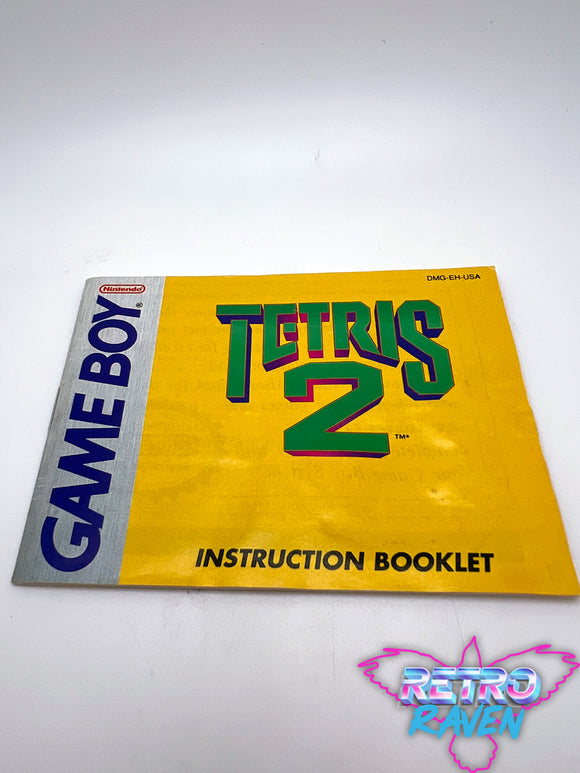 Nintendo
GAME BOY®
DMG-EH-USA
TETRIS
2
TM*
INSTRUCTION BOOKLET
RETRO
RAVEN